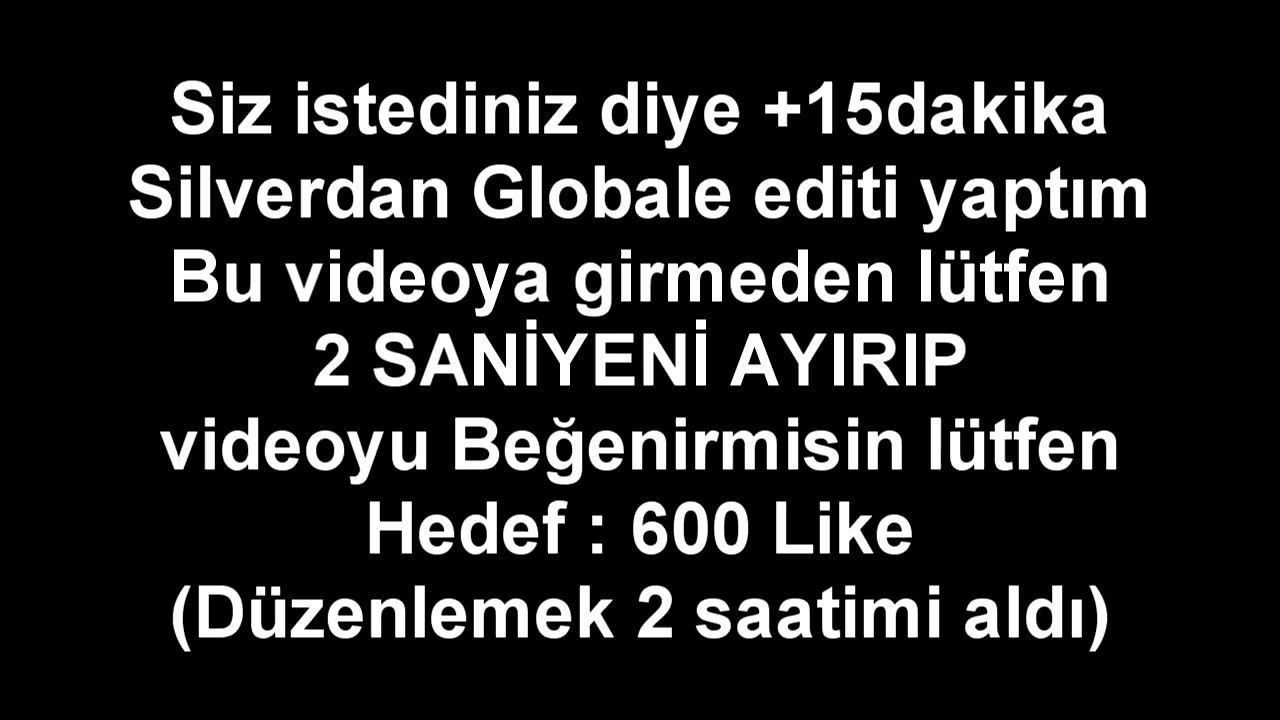 Siz istediniz diye +15dakika
Silverdan Globale editi yaptım
Bu videoya girmeden lütfen
2 SANİYENİ AYIRIP
videoyu Beğenirmisin lütfen
Hedef : 600 Like
(Düzenlemek 2 saatimi aldı)